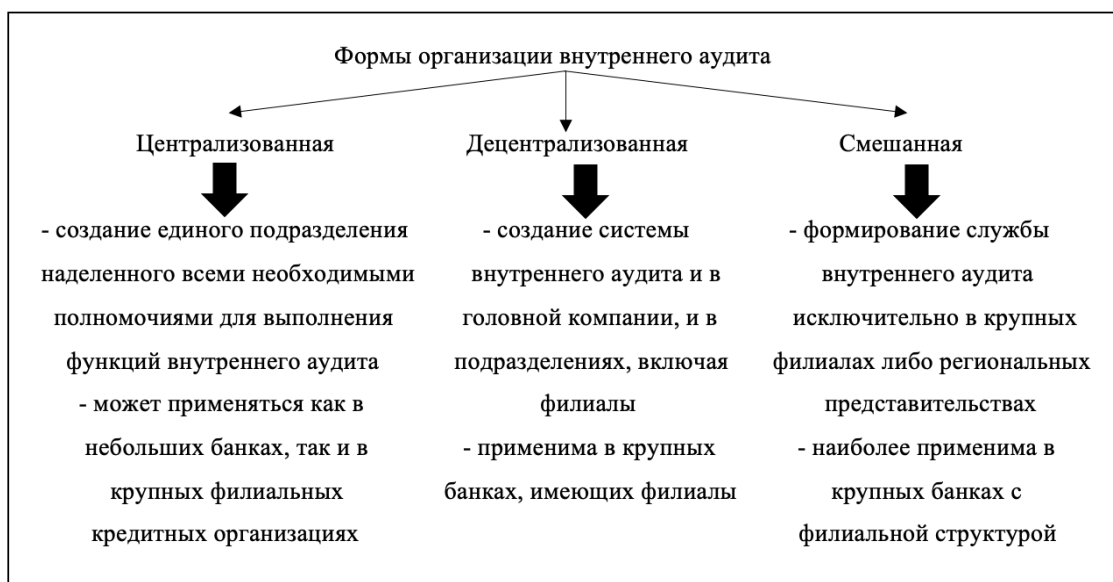 Формы организации внутреннего аудита
Централизованная
Децентрализованная
Смешанная
- создание единого подразделения
наделенного всеми необходимыми
полномочиями для выполнения
функций внутреннего аудита
- может применяться как в
небольших банках, так и в
крупных филиальных
кредитных организациях
- создание системы
внутреннего аудита и в
головной компании, и в
подразделениях, включая
филиалы
- применима в крупных
банках, имеющих филиалы
- формирование службы
внутреннего аудита
исключительно в крупных
филиалах либо региональных
представительствах
- наиболее применима в
крупных банках с
филиальной структурой